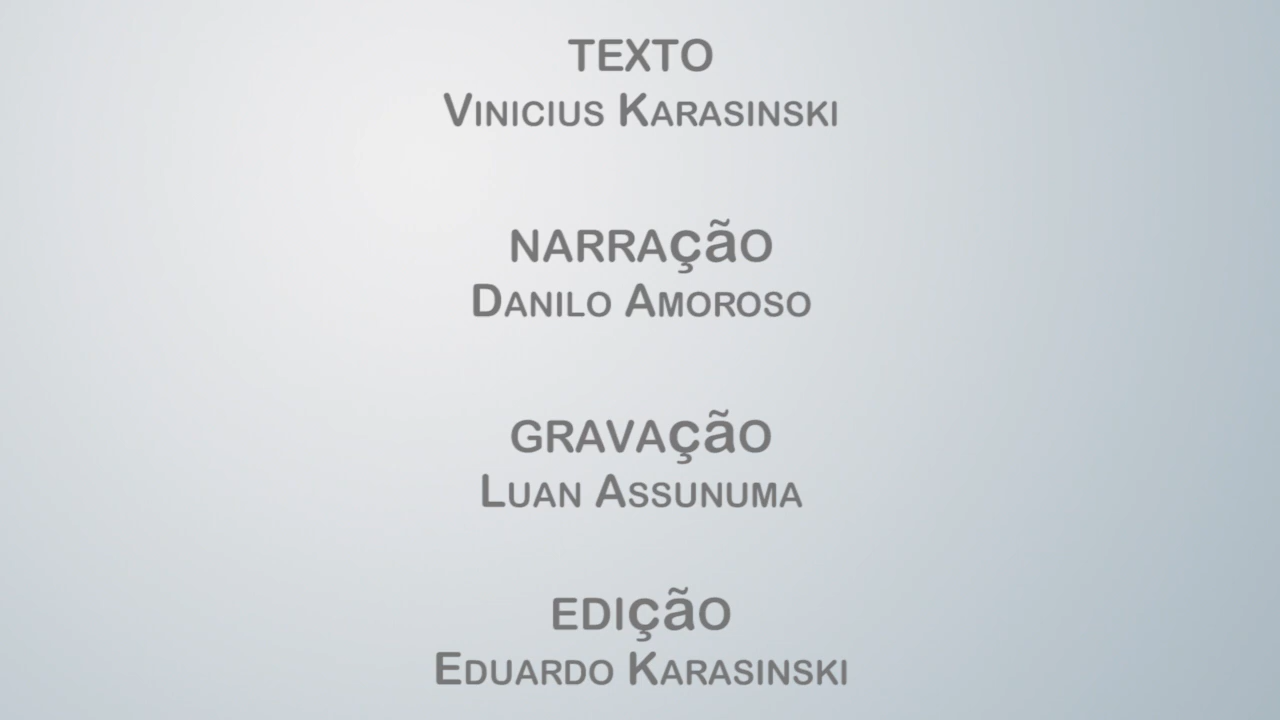 TEXTO
Vinicius Karasinski
NARRAçãO
Danilo Amoroso
GRAVAçãO
Luan Assunuma
EDIçãO
Eduardo Karasinski